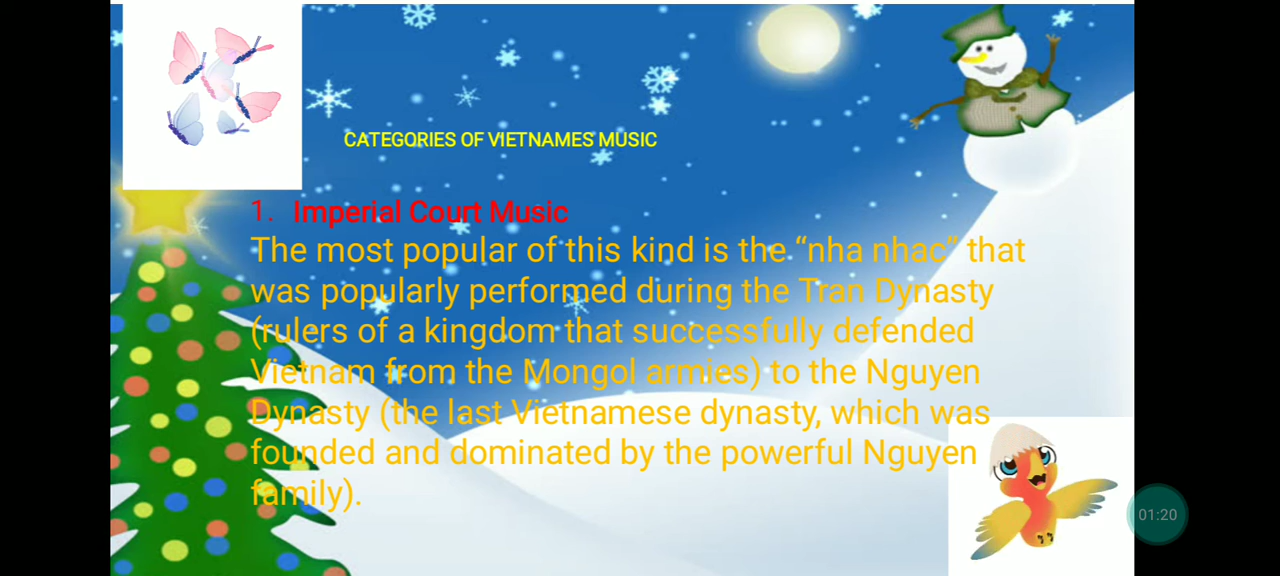 CATEGORIES OF VIETNAMES MUSIC
1. Imperial Court Music
The most popular of this kind is the “nha nhac” that
was popularly performed during the Tran Dynasty
(rulers of a kingdom that successfully defended
Vietnam from the Mongol armies) to the Nguyen
Dynasty (the last Vietnamese dynasty, which was
founded and dominated by the powerful Nguyen
family).
01:20